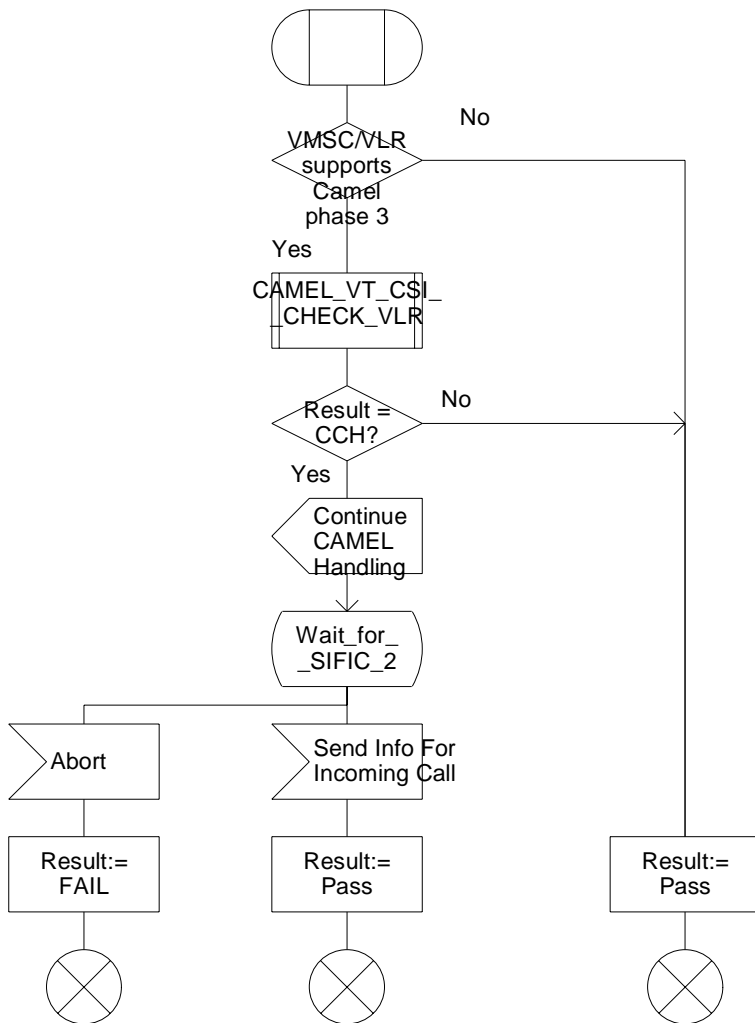 No
VMSC/VLR
supports
Camel
phase 3
Yes
CAMEL_VT_CSI_
_CHECK_VLR
Result =
CCH?
No
Yes
Continue
CAMEL
Handling
Wait_for_
_SIFIC_2
Abort
Send Info For
Incoming Call
Result:=
FAIL
Result:=
Pass
Result:=
Pass